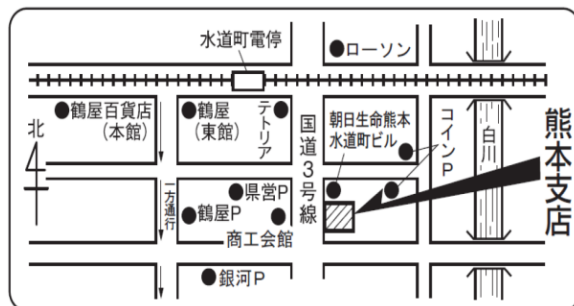 水道町電停
ローソン
鶴屋百貨店
(本館)
鶴屋
(東館)
テトリア
国道3号線
朝日生命熊本
水道町ビル
コインP
白川
熊本支店
北
一方通行
県営P
鶴屋P
商工会館
銀河P